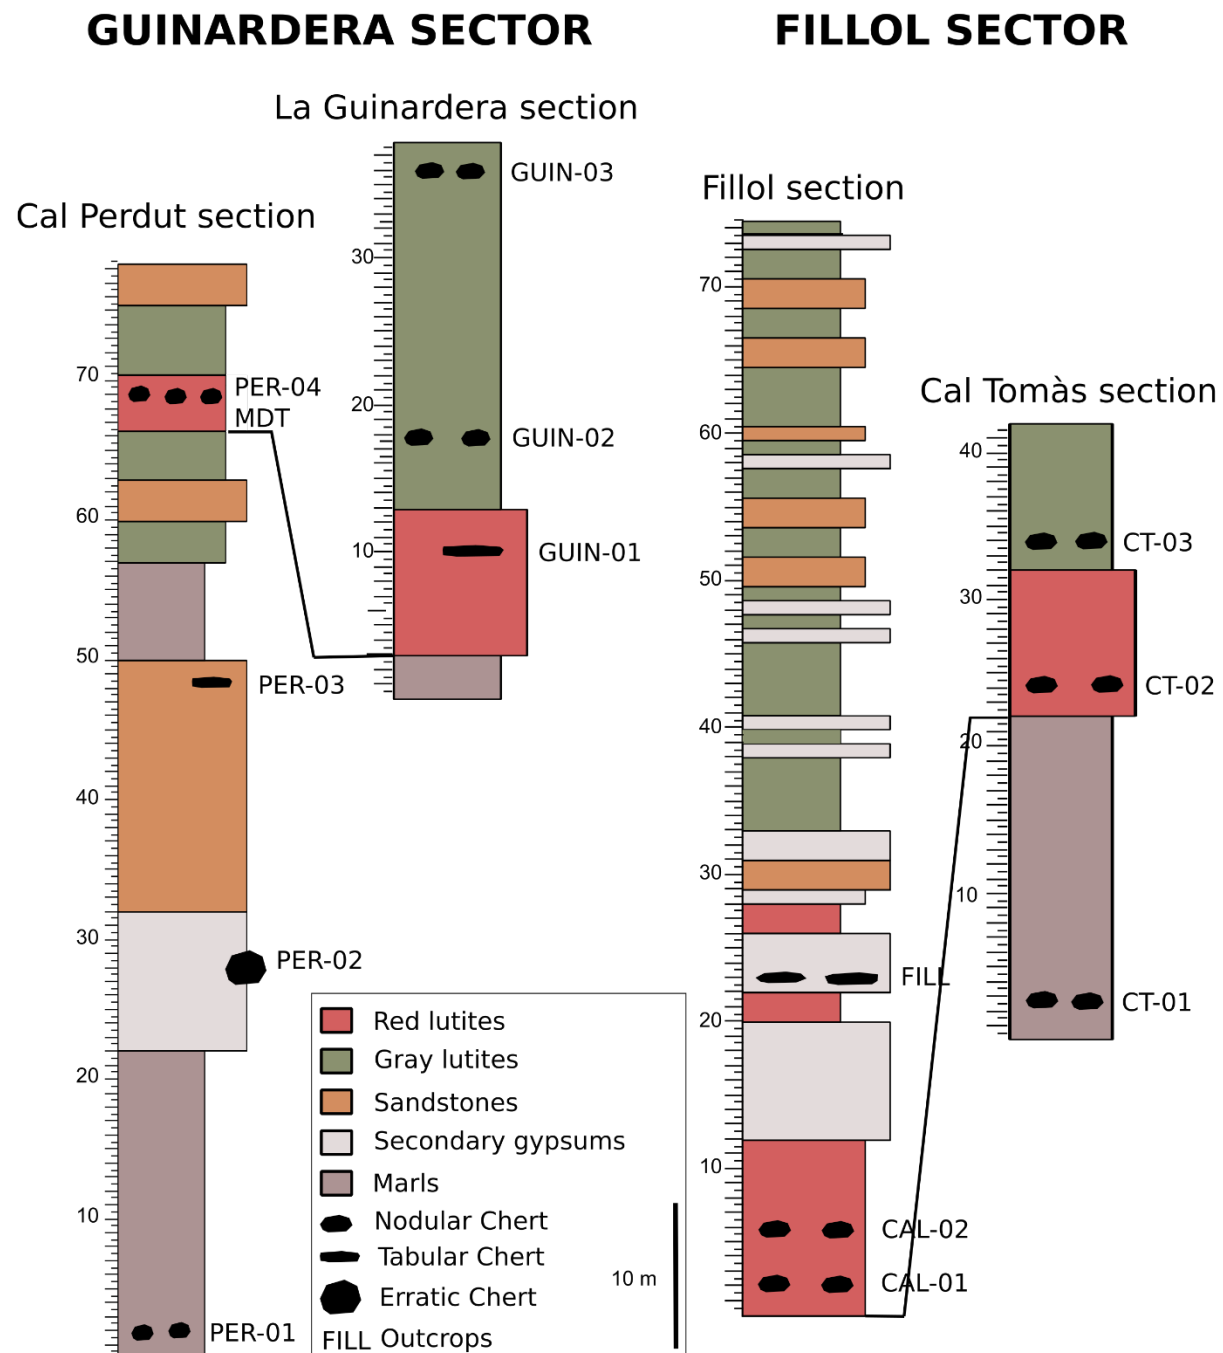 GUINARDERA SECTOR
FILLOL SECTOR
La Guinardera section
Cal Perdut section
Fillol section
Cal Tomàs section
GUIN-03
30
20
GUIN-02
10
GUIN-01
70
PER-04
MDT
60
50
PER-03
40
30
PER-02
20
10
PER-01
70
60
50
40
30
FILL
20
10
CAL-02
CAL-01
40
CT-03
30
CT-02
20
10
CT-01
Red lutites
Gray lutites
Sandstones
Secondary gypsums
Marls
Nodular Chert
Tabular Chert
10 m
Erratic Chert
FILL Outcrops